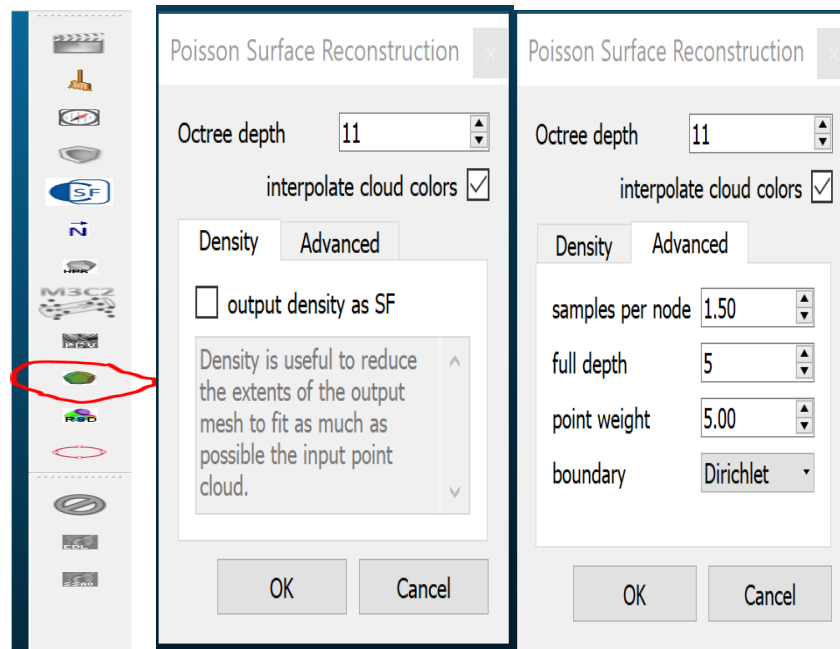 SF
N
HPR
M3C2
Poisson Surface Reconstruction x
Octree depth 11
interpolate cloud colors
Density Advanced
output density as SF
Density is useful to reduce
the extents of the output
mesh to fit as much as
possible the input point
cloud.
OK Cancel
Poisson Surface Reconstruction x
Octree depth 11
interpolate cloud colors
Density Advanced
samples per node 1.50
full depth 5
point weight 5.00
boundary Dirichlet
OK Cancel